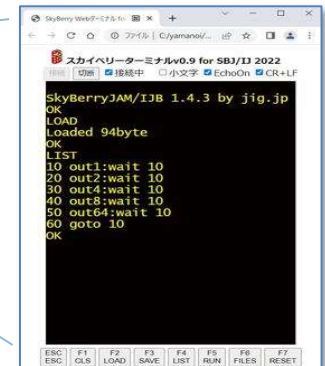 SkyBerry Webターミナル fo
ファイル C:/yamanoi/...
スカイベリーターミナルv0.9 for SBJ/IJ 2022
接続 切断 接続中 小文字 EchoOn CR+LF
SkyBerryJAM/IJB 1.4.3 by jig.jp
OK
LOAD
Loaded 94byte
OK
LIST
10 out1:wait 10
20 out2:wait 10
30 out4:wait 10
40 out8:wait 10
50 out64:wait 10
60 goto 10
OK
ESC F1 F2 F3 F4 F5 F6 F7
ESC CLS LOAD SAVE LIST RUN FILES RESET